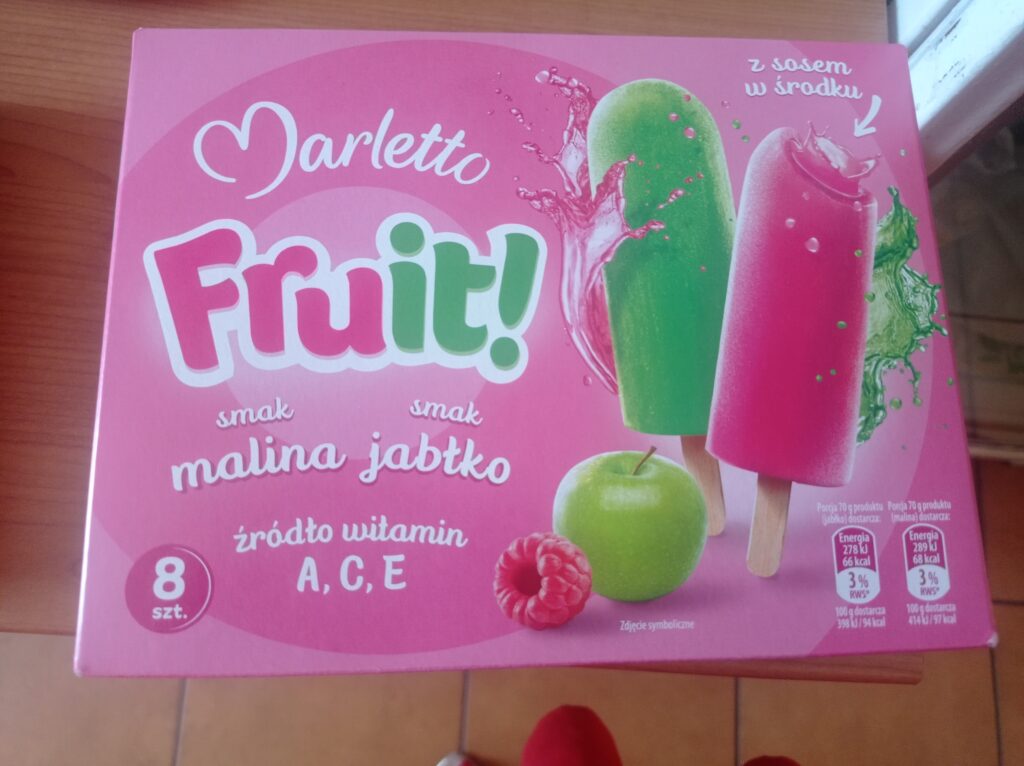 Marletto
Fruit!
z sosem
w środku
smak
malina
smak
jabłko
źródło witamin
A, C, E
8
szt.
Zdjęcie symboliczne
Porcja 70 g produktu
(jabłko) dostarcza:
Energia
278 kJ
66 kcal
3 %
RWS*
100 g dostarcza
398 kJ / 94 kcal
Porcja 70 g produktu
(malina) dostarcza:
Energia
289 kJ
68 kcal
3 %
RWS*
100 g dostarcza
414 kJ / 97 kcal